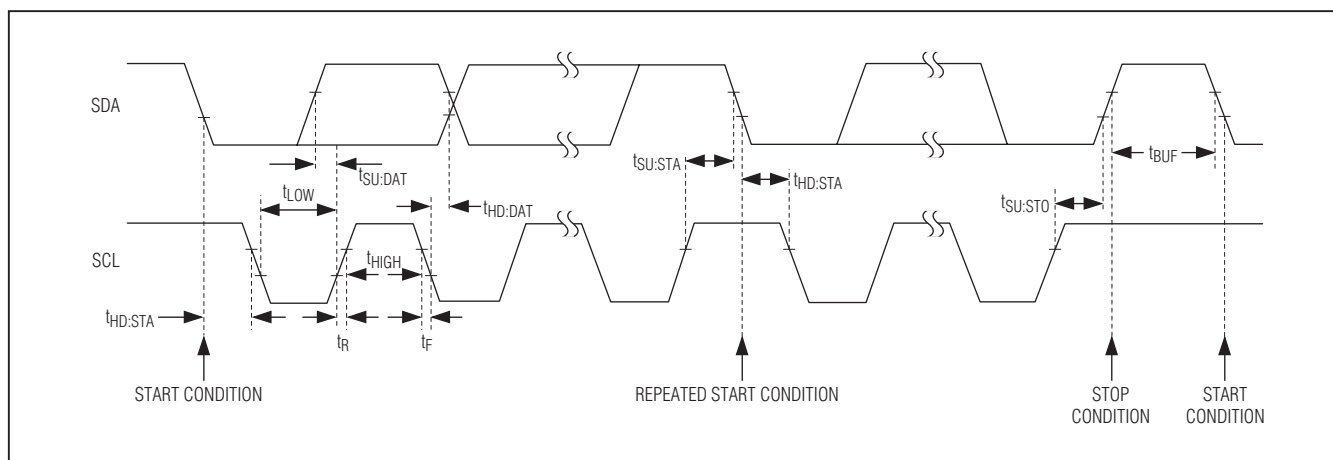 SDA
tSU:DAT
tLOW
tHD:DAT
tSU:STA
tHD:STA
tBUF
tSU:STO
SCL
tHIGH
tHD:STA
tR
tF
START CONDITION
REPEATED START CONDITION
STOP
CONDITION
START
CONDITION